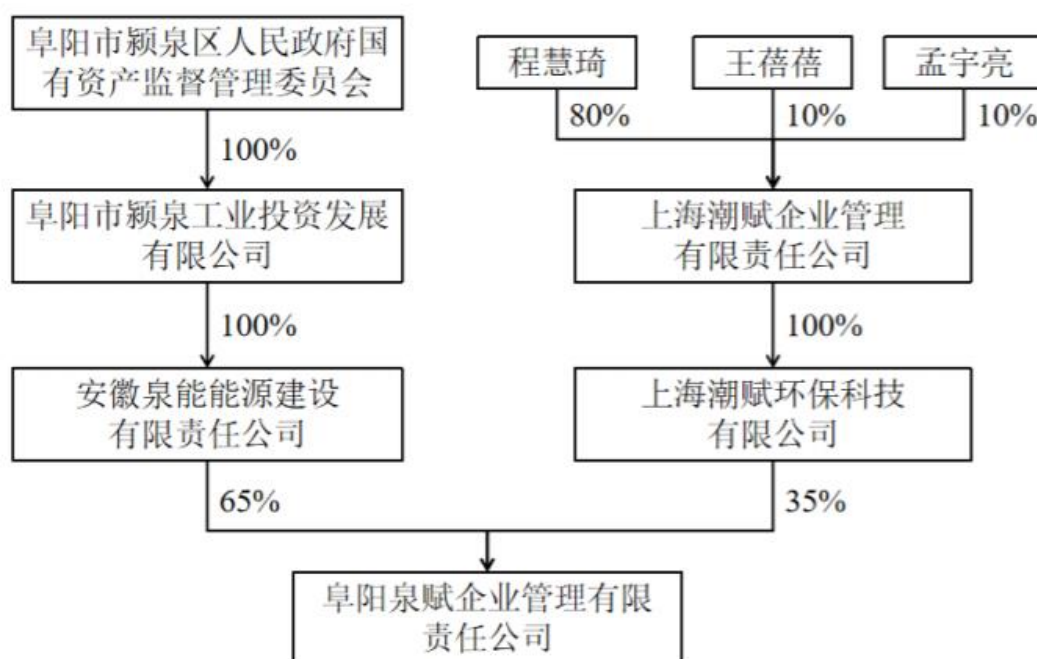 阜阳市颍泉区人民政府国
有资产监督管理委员会
程慧琦
王蓓蓓
孟宇亮
80%
10%
10%
100%
阜阳市颍泉工业投资发展
有限公司
上海潮赋企业管理
有限责任公司
100%
100%
安徽泉能能源建设
有限责任公司
上海潮赋环保科技
有限公司
65%
35%
阜阳泉赋企业管理有限
责任公司